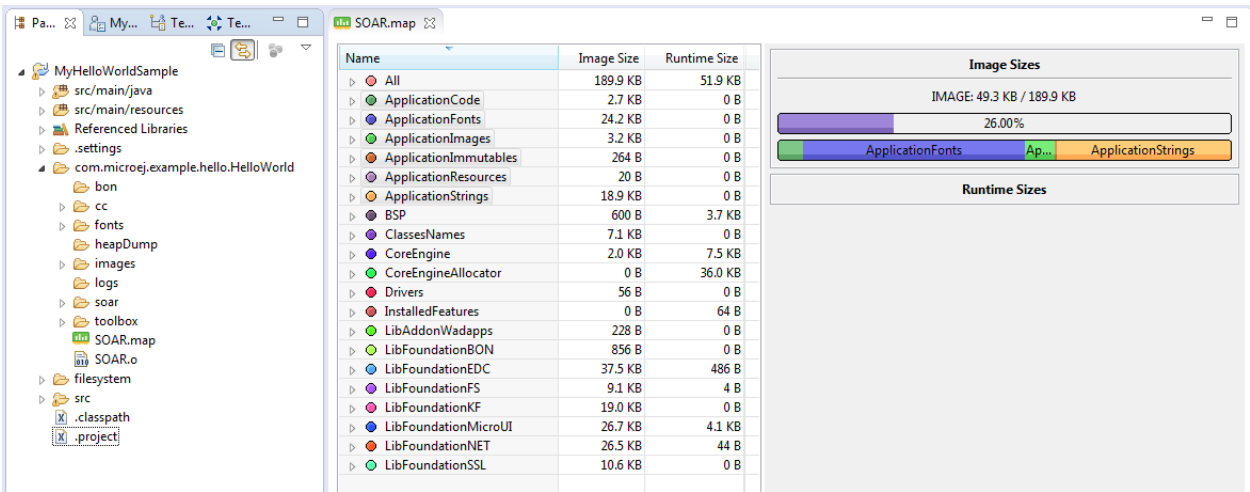 Pa... My... Te... Te...
MyHelloWorldSample
src/main/java
src/main/resources
Referenced Libraries
.settings
com.microej.example.hello.HelloWorld
bon
cc
fonts
heapDump
images
logs
soar
toolbox
SOAR.map
SOAR.o
filesystem
src
.classpath
.project
SOAR.map
Name Image Size Runtime Size
All 189.9 KB 51.9 KB
ApplicationCode 2.7 KB 0 B
ApplicationFonts 24.2 KB 0 B
ApplicationImages 3.2 KB 0 B
ApplicationImmutables 264 B 0 B
ApplicationResources 20 B 0 B
ApplicationStrings 18.9 KB 0 B
BSP 600 B 3.7 KB
ClassesNames 7.1 KB 0 B
CoreEngine 2.0 KB 7.5 KB
CoreEngineAllocator 0 B 36.0 KB
Drivers 56 B 0 B
InstalledFeatures 0 B 64 B
LibAddonWadapps 228 B 0 B
LibFoundationBON 856 B 0 B
LibFoundationEDC 37.5 KB 486 B
LibFoundationFS 9.1 KB 4 B
LibFoundationKF 19.0 KB 0 B
LibFoundationMicroUI 26.7 KB 4.1 KB
LibFoundationNET 26.5 KB 44 B
LibFoundationSSL 10.6 KB 0 B
Image Sizes
IMAGE: 49.3 KB / 189.9 KB
26.00%
ApplicationFonts Ap... ApplicationStrings
Runtime Sizes